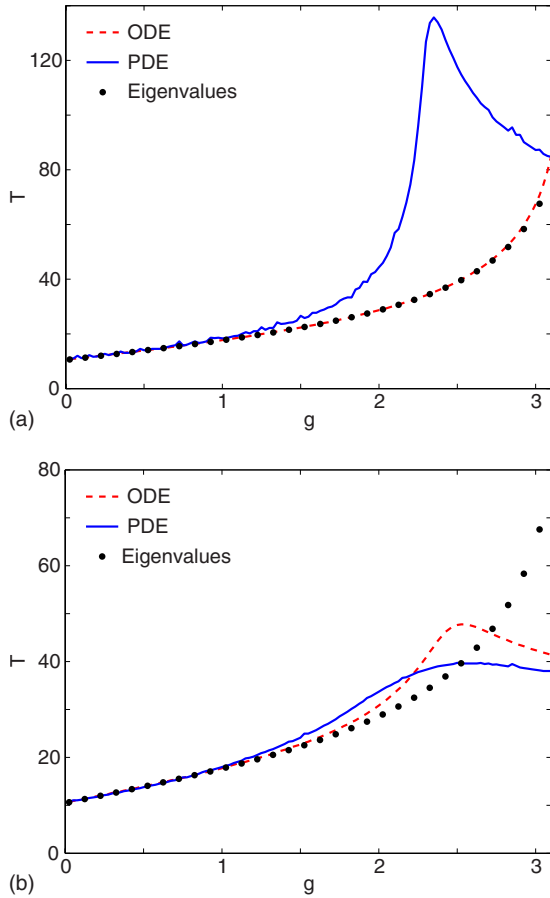 120
80
40
0
T
ODE
PDE
Eigenvalues
0 1 2 3
(a) g
80
60
40
20
0
T
ODE
PDE
Eigenvalues
0 1 2 3
(b) g